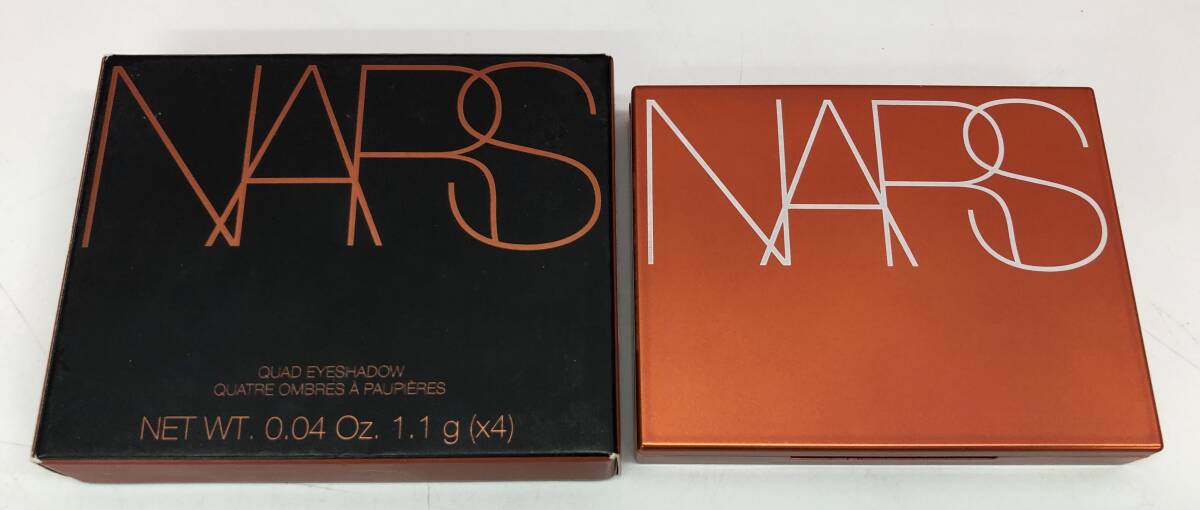 NARS
QUAD EYESHADOW
QUATRE OMBRES À PAUPIÈRES
NET WT. 0.04 Oz. 1.1 g (x4)
NARS